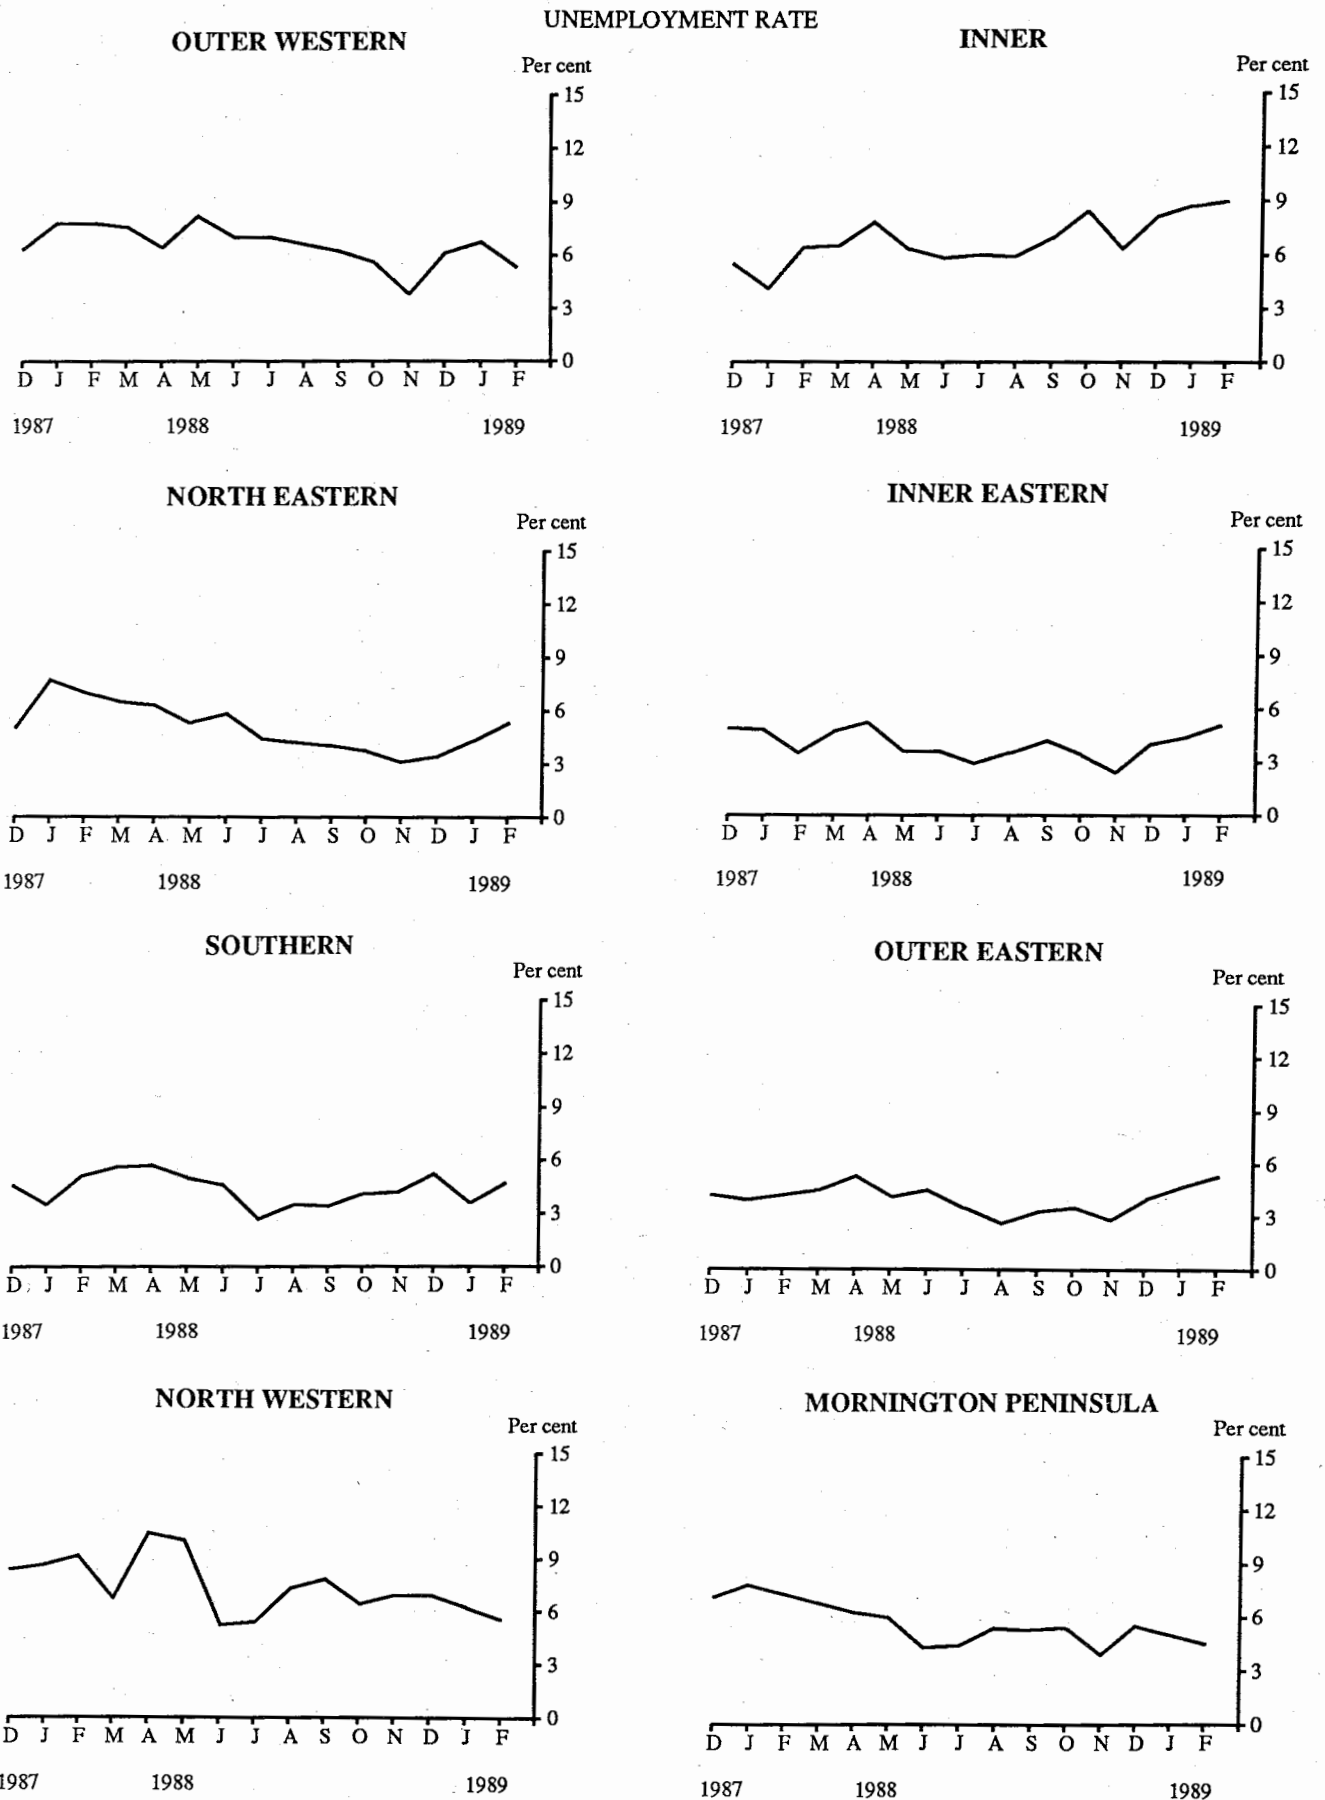 UNEMPLOYMENT RATE
OUTER WESTERN
Per cent
15
12
9
6
3
0
D J F M A M J J A S O N D J F
1987 1988 1989
INNER
Per cent
15
12
9
6
3
0
D J F M A M J J A S O N D J F
1987 1988 1989
NORTH EASTERN
Per cent
15
12
9
6
3
0
D J F M A M J J A S O N D J F
1987 1988 1989
INNER EASTERN
Per cent
15
12
9
6
3
0
D J F M A M J J A S O N D J F
1987 1988 1989
SOUTHERN
Per cent
15
12
9
6
3
0
D J F M A M J J A S O N D J F
1987 1988 1989
OUTER EASTERN
Per cent
15
12
9
6
3
0
D J F M A M J J A S O N D J F
1987 1988 1989
NORTH WESTERN
Per cent
15
12
9
6
3
0
D J F M A M J J A S O N D J F
1987 1988 1989
MORNINGTON PENINSULA
Per cent
15
12
9
6
3
0
D J F M A M J J A S O N D J F
1987 1988 1989